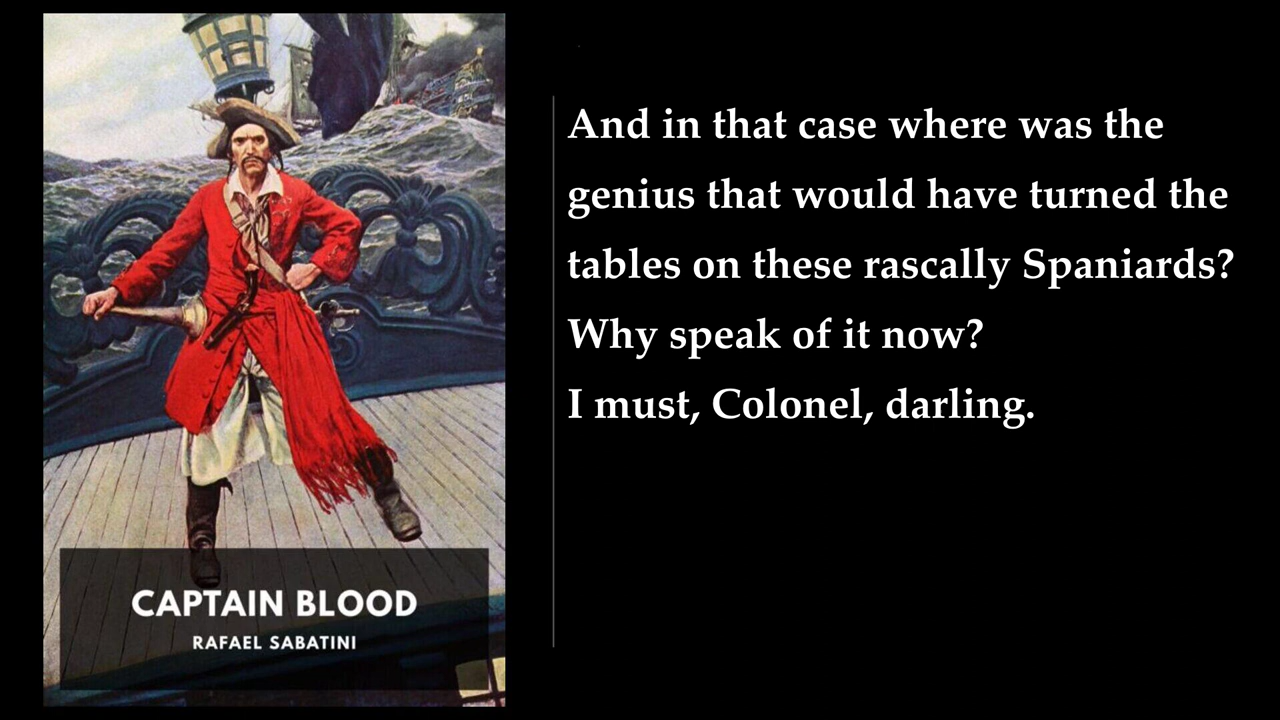 And in that case where was the
genius that would have turned the
tables on these rascally Spaniards?
Why speak of it now?
I must, Colonel, darling.
CAPTAIN BLOOD
RAFAEL SABATINI